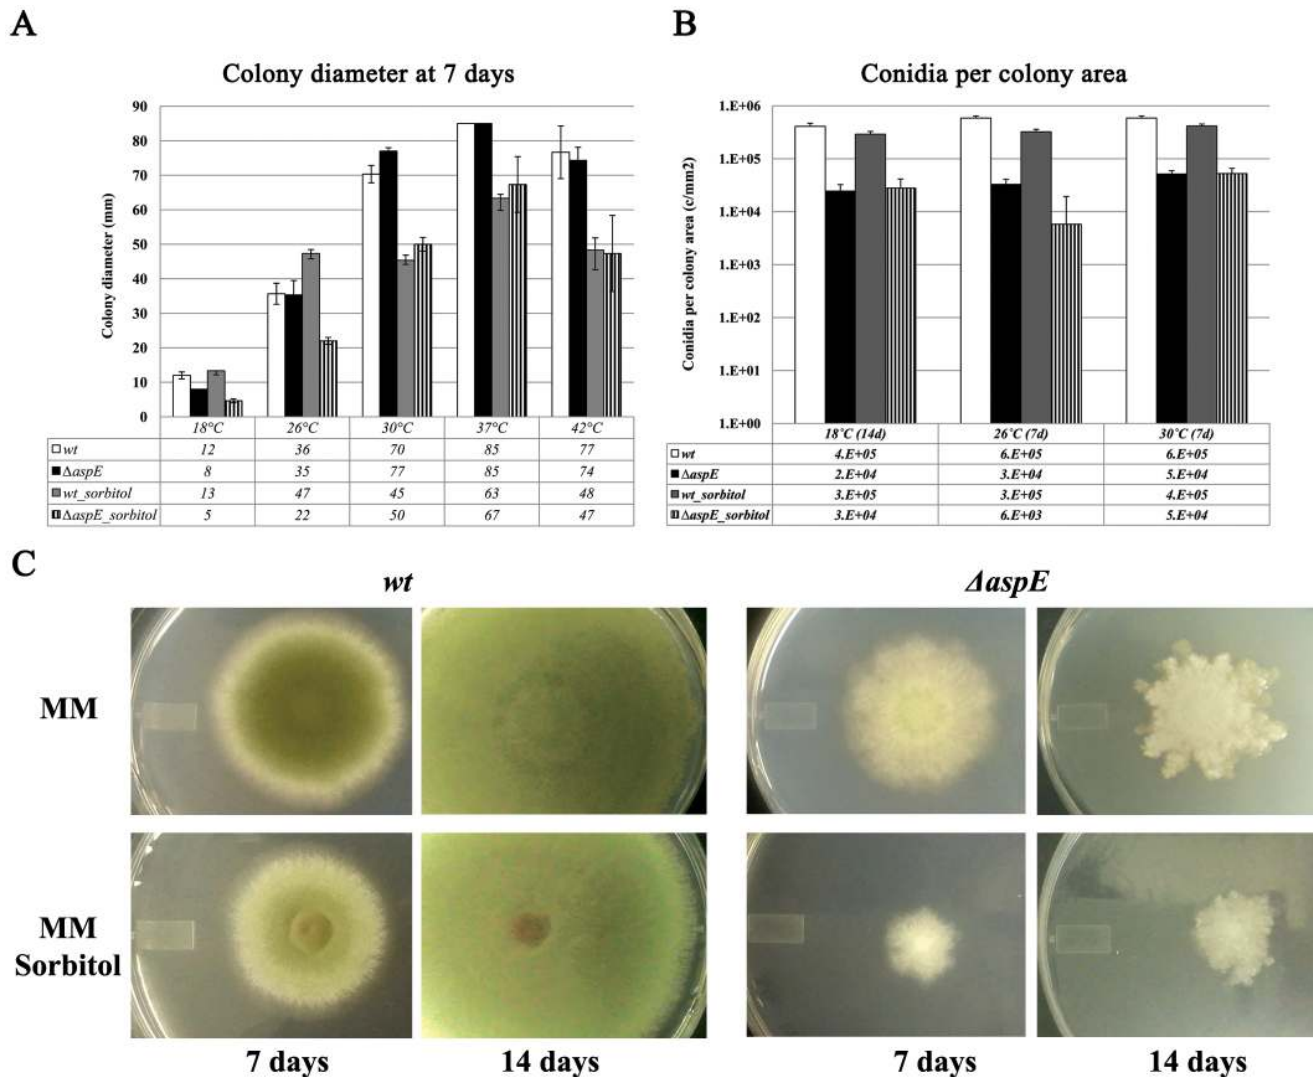 A
Colony diameter at 7 days
Colony diameter (mm)
90
80
70
60
50
40
30
20
10
0
18°C 26°C 30°C 37°C 42°C
wt 12 36 70 85 77
ΔaspE 8 35 77 85 74
wt_sorbitol 13 47 45 63 48
ΔaspE_sorbitol 5 22 50 67 47
B
Conidia per colony area
Conidia per colony area (c/mm2)
1.E+06
1.E+05
1.E+04
1.E+03
1.E+02
1.E+01
1.E+00
18°C (14d) 26°C (7d) 30°C (7d)
wt 4.E+05 6.E+05 6.E+05
ΔaspE 2.E+04 3.E+04 5.E+04
wt_sorbitol 3.E+05 3.E+05 4.E+05
ΔaspE_sorbitol 3.E+04 6.E+03 5.E+04
C
wt ΔaspE
MM
MM
Sorbitol
7 days 14 days 7 days 14 days